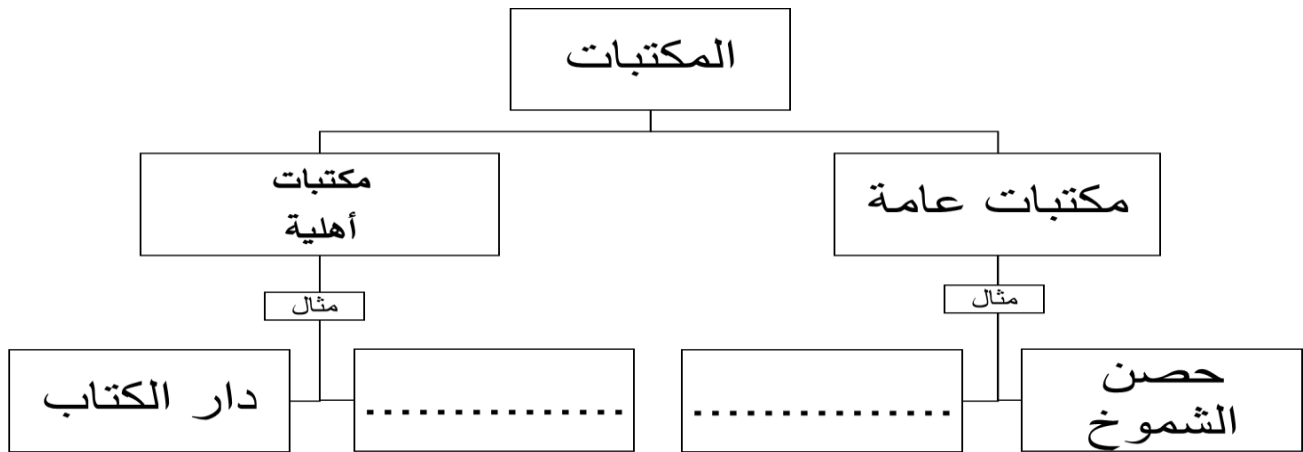 المكتبات
مكتبات عامة
مكتبات
أهلية
مثال
مثال
حصن
الشموخ
....................
....................
دار الكتاب